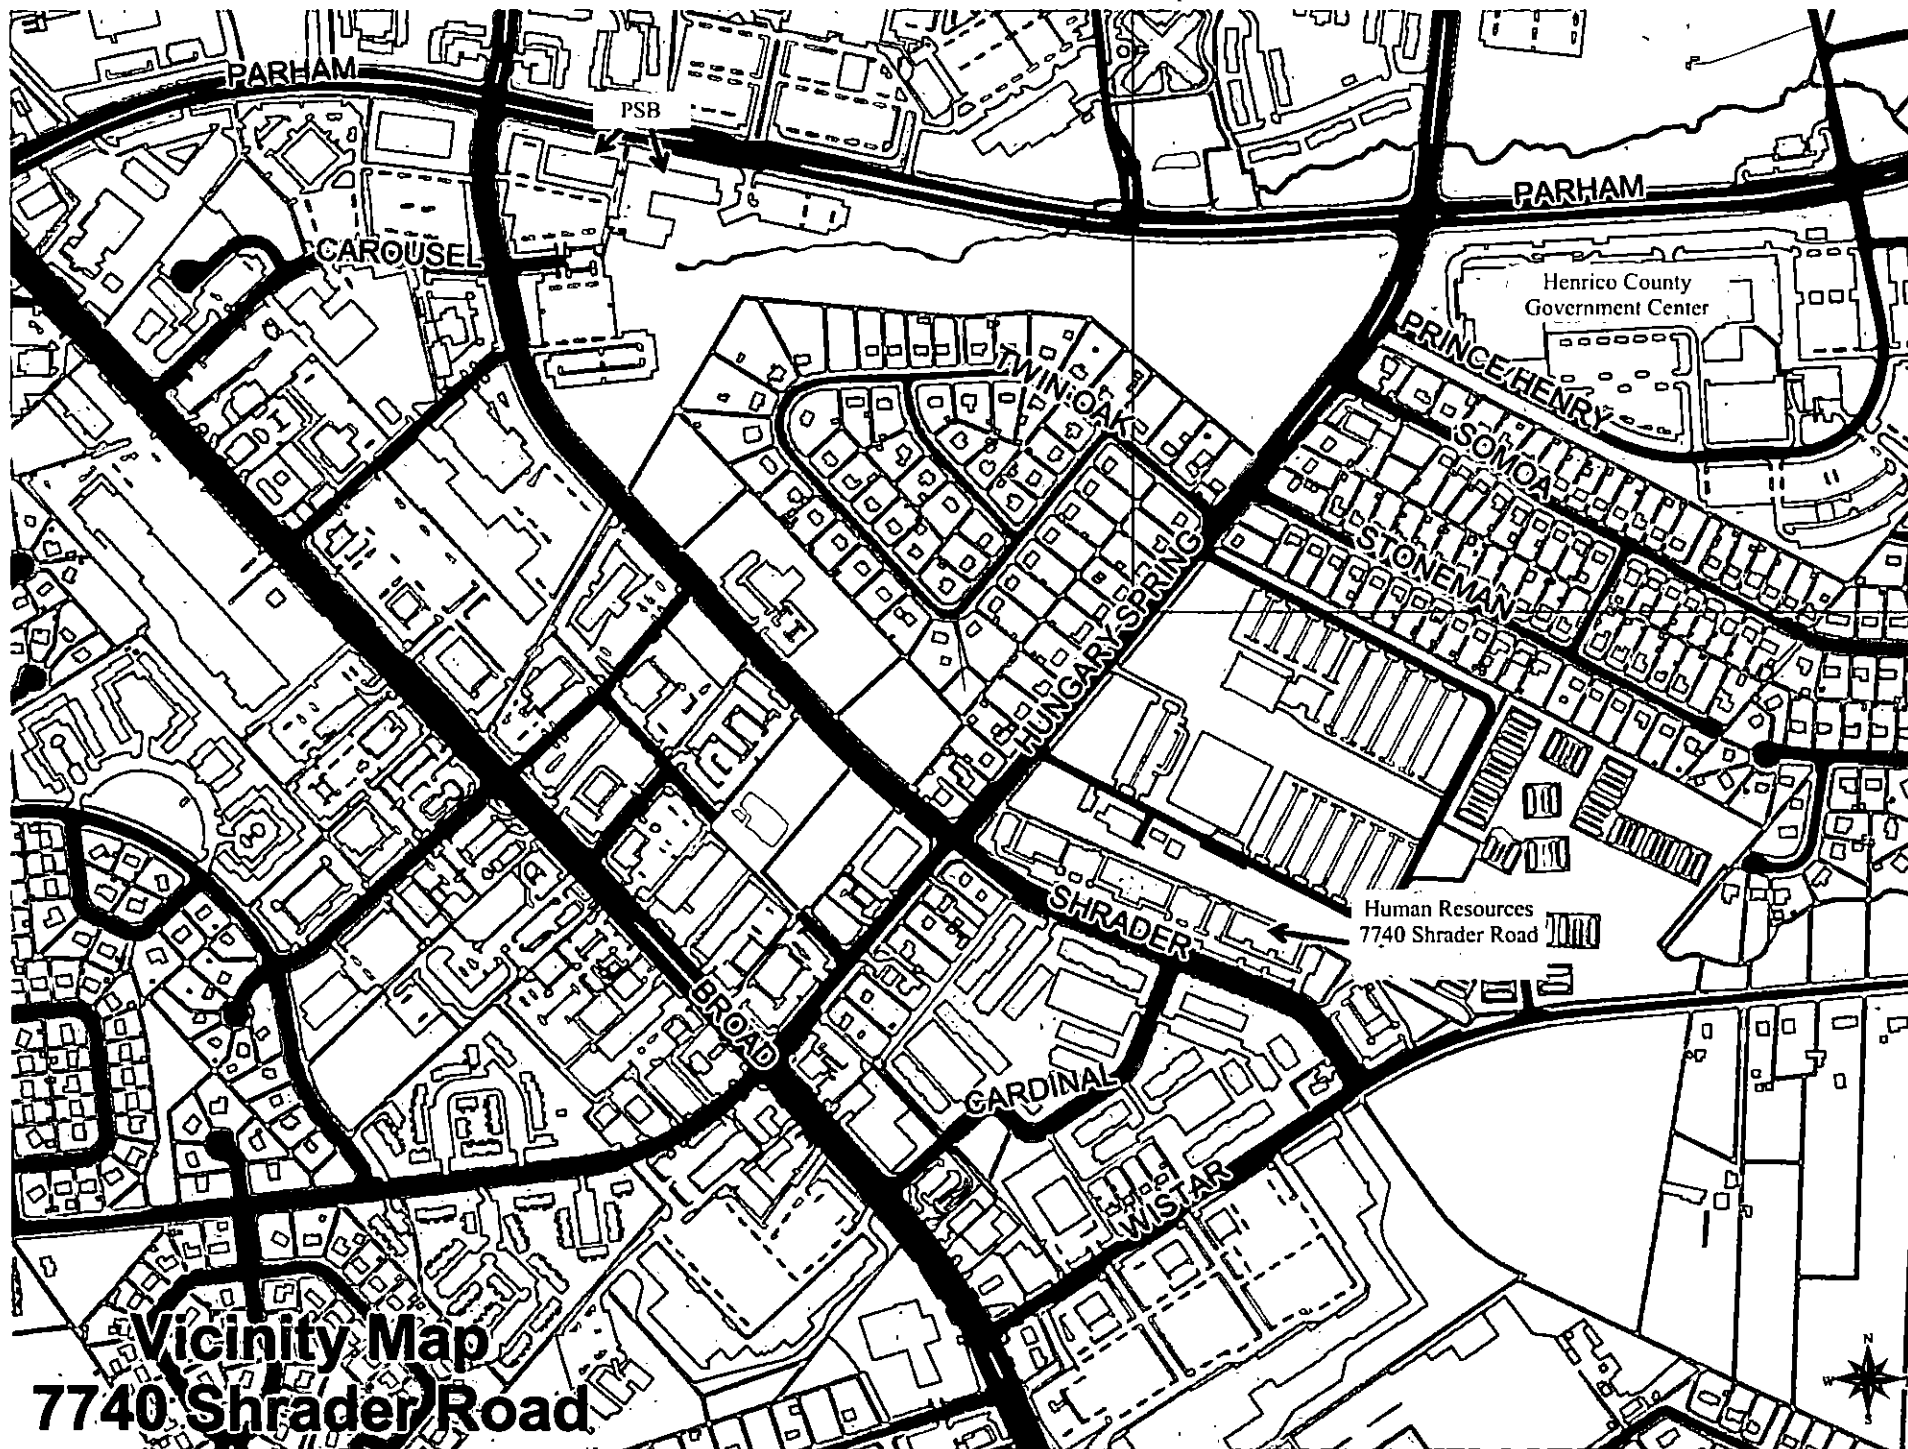 PARHAM
PSB
PARHAM
CAROUSEL
Henrico County
Government Center
PRINCE HENRY
TWIN OAK
SOMOA
STONEMAN
HUNGARY SPRING
Human Resources
7740 Shrader Road
SHRADER
BROAD
CARDINAL
WISTAR
Vicinity Map
7740 Shrader Road
N
W
S